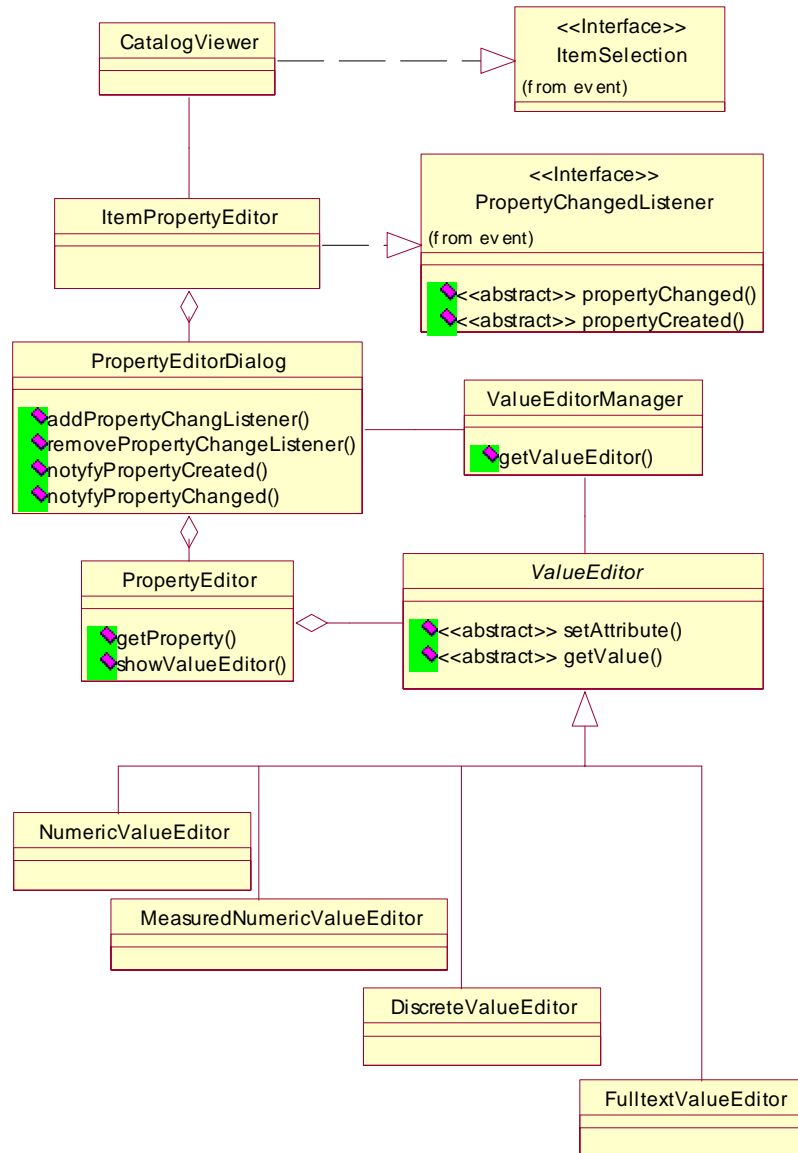 CatalogViewer
<<Interface>>
ItemSelection
(from event)
<<Interface>>
PropertyChangedListener
(from event)
<<abstract>> propertyChanged()
<<abstract>> propertyCreated()
ItemPropertyEditor
PropertyEditorDialog
addPropertyChangListener()
removePropertyChangeListener()
notyfyPropertyCreated()
notyfyPropertyChanged()
ValueEditorManager
getValueEditor()
PropertyEditor
getProperty()
showValueEditor()
ValueEditor
<<abstract>> setAttribute()
<<abstract>> getValue()
NumericValueEditor
MeasuredNumericValueEditor
DiscreteValueEditor
FulltextValueEditor